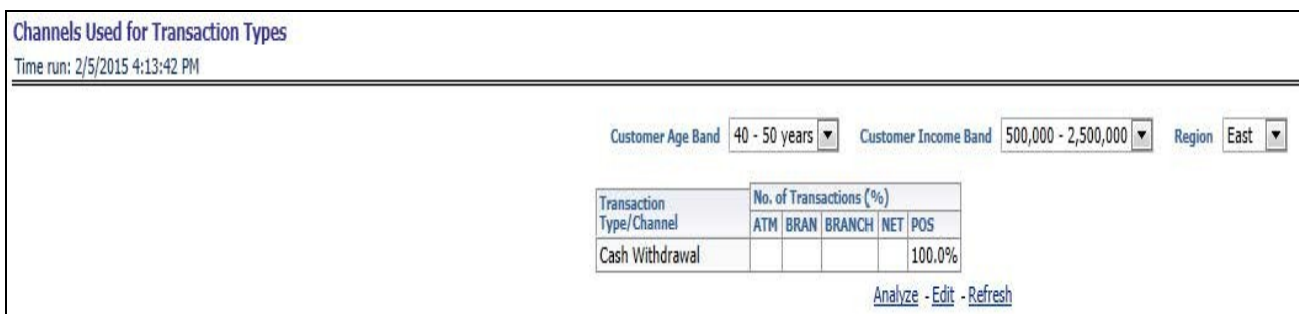 Channels Used for Transaction Types
Time run: 2/5/2015 4:13:42 PM
Customer Age Band 40 - 50 years Customer Income Band 500,000 - 2,500,000 Region East
Transaction Type/Channel No. of Transactions (%)
ATM BRAN BRANCH NET POS
Cash Withdrawal 100.0%
Analyze - Edit - Refresh